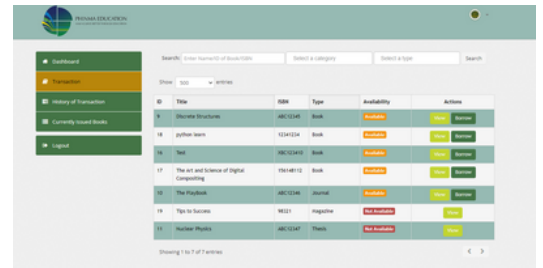 EDUCATION
Dashboard
Transaction
History of Transaction
Currently Issued Books
Logout
Search: Enter Name/ID of Book/ISBN Select a category Select a type Search
Show 500 entries
ID Title ISBN Type Availability Actions
9 Discrete Structures ABC12345 Book Available View Borrow
18 python learn 12341234 Book Available View Borrow
16 Test Book Available View Borrow
17 The Art and Science of Digital Compositing 156148112 Book Available View Borrow
10 The PlayBook ABC12346 Journal Available View Borrow
19 Tips to Success 98321 Magazine Not Available View
11 Nuclear Physics ABC12347 Thesis Not Available View
Showing 1 to 7 of 7 entries